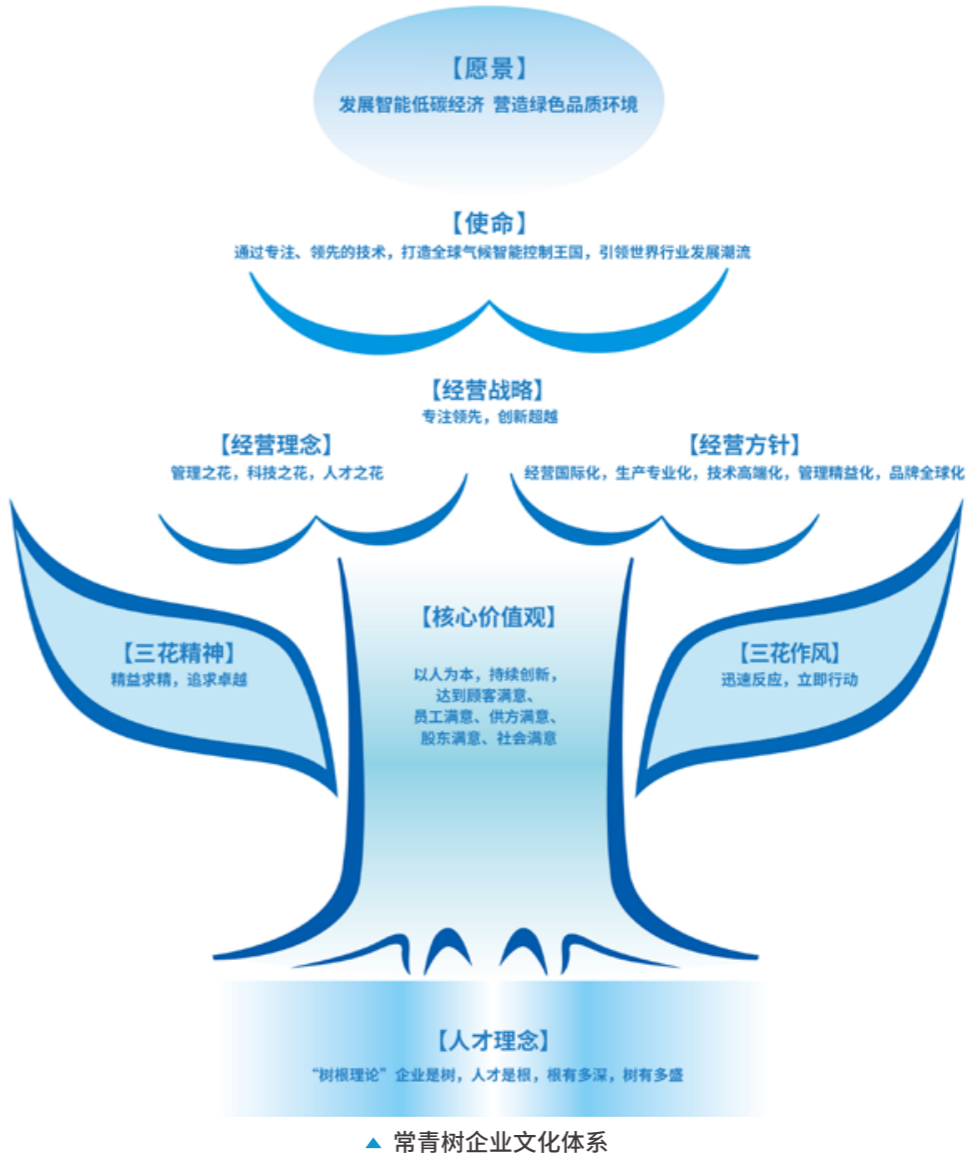 【愿景】
发展智能低碳经济 营造绿色品质环境
【使命】
通过专注、领先的技术，打造全球气候智能控制王国，引领世界行业发展潮流
【经营战略】
专注领先，创新超越
【经营理念】
管理之花，科技之花，人才之花
【经营方针】
经营国际化，生产专业化，技术高端化，管理精益化，品牌全球化
【三花精神】
精益求精，追求卓越
【核心价值观】
以人为本，持续创新，
达到顾客满意、
员工满意、供方满意、
股东满意、社会满意
【三花作风】
迅速反应，立即行动
【人才理念】
“树根理论”企业是树，人才是根，根有多深，树有多盛
▲ 常青树企业文化体系